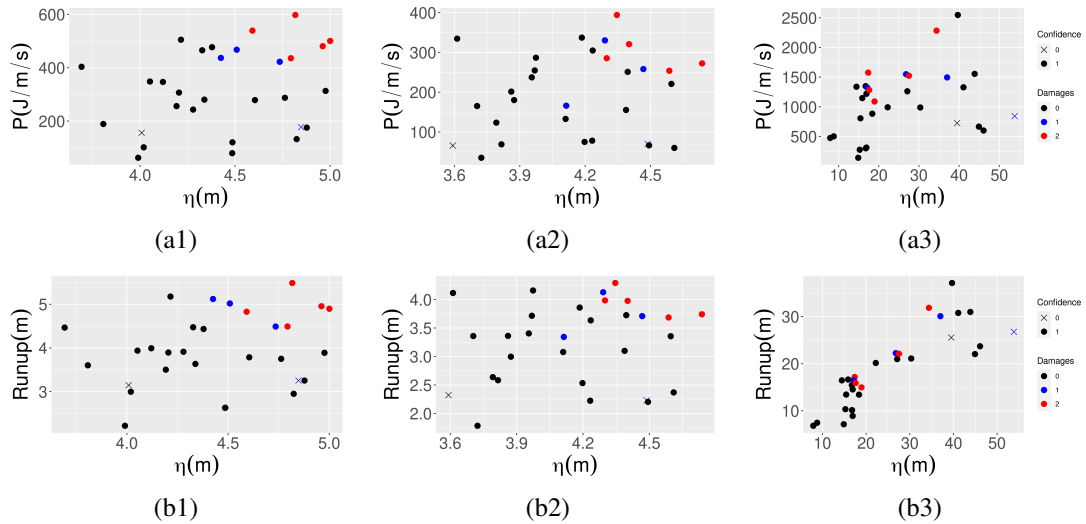 P(J/m/s)
600
400
200
4.0
4.5
5.0
η(m)
(a1)
P(J/m/s)
400
300
200
100
0
3.6
3.9
4.2
4.5
η(m)
(a2)
P(J/m/s)
2500
2000
1500
1000
500
10
20
30
40
50
η(m)
(a3)
Confidence
0
1
Damages
0
1
2
Runup(m)
5
4
3
4.0
4.5
5.0
η(m)
(b1)
Runup(m)
4.0
3.5
3.0
2.5
2.0
3.6
3.9
4.2
4.5
η(m)
(b2)
Runup(m)
30
20
10
10
20
30
40
50
η(m)
(b3)
Confidence
0
1
Damages
0
1
2